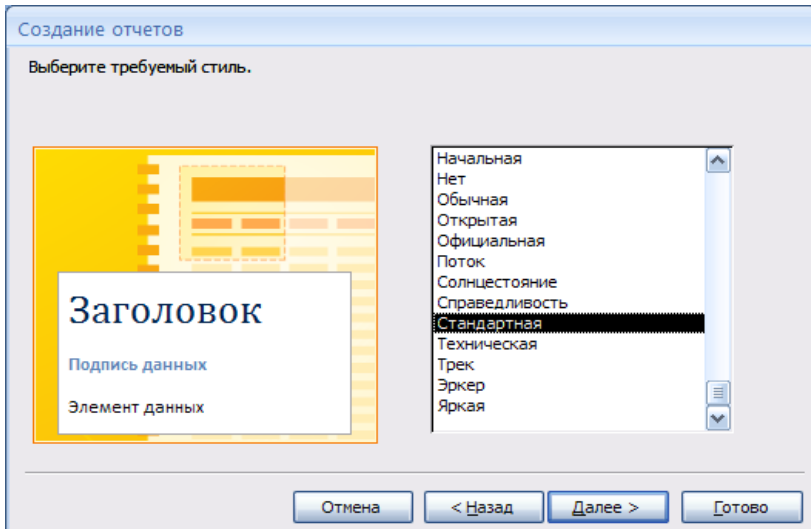 Создание отчетов
Выберите требуемый стиль.
Заголовок
Подпись данных
Элемент данных
Начальная
Нет
Обычная
Открытая
Официальная
Поток
Солнцестояние
Справедливость
Стандартная
Техническая
Трек
Эркер
Яркая
Отмена
< Назад
Далее >
Готово